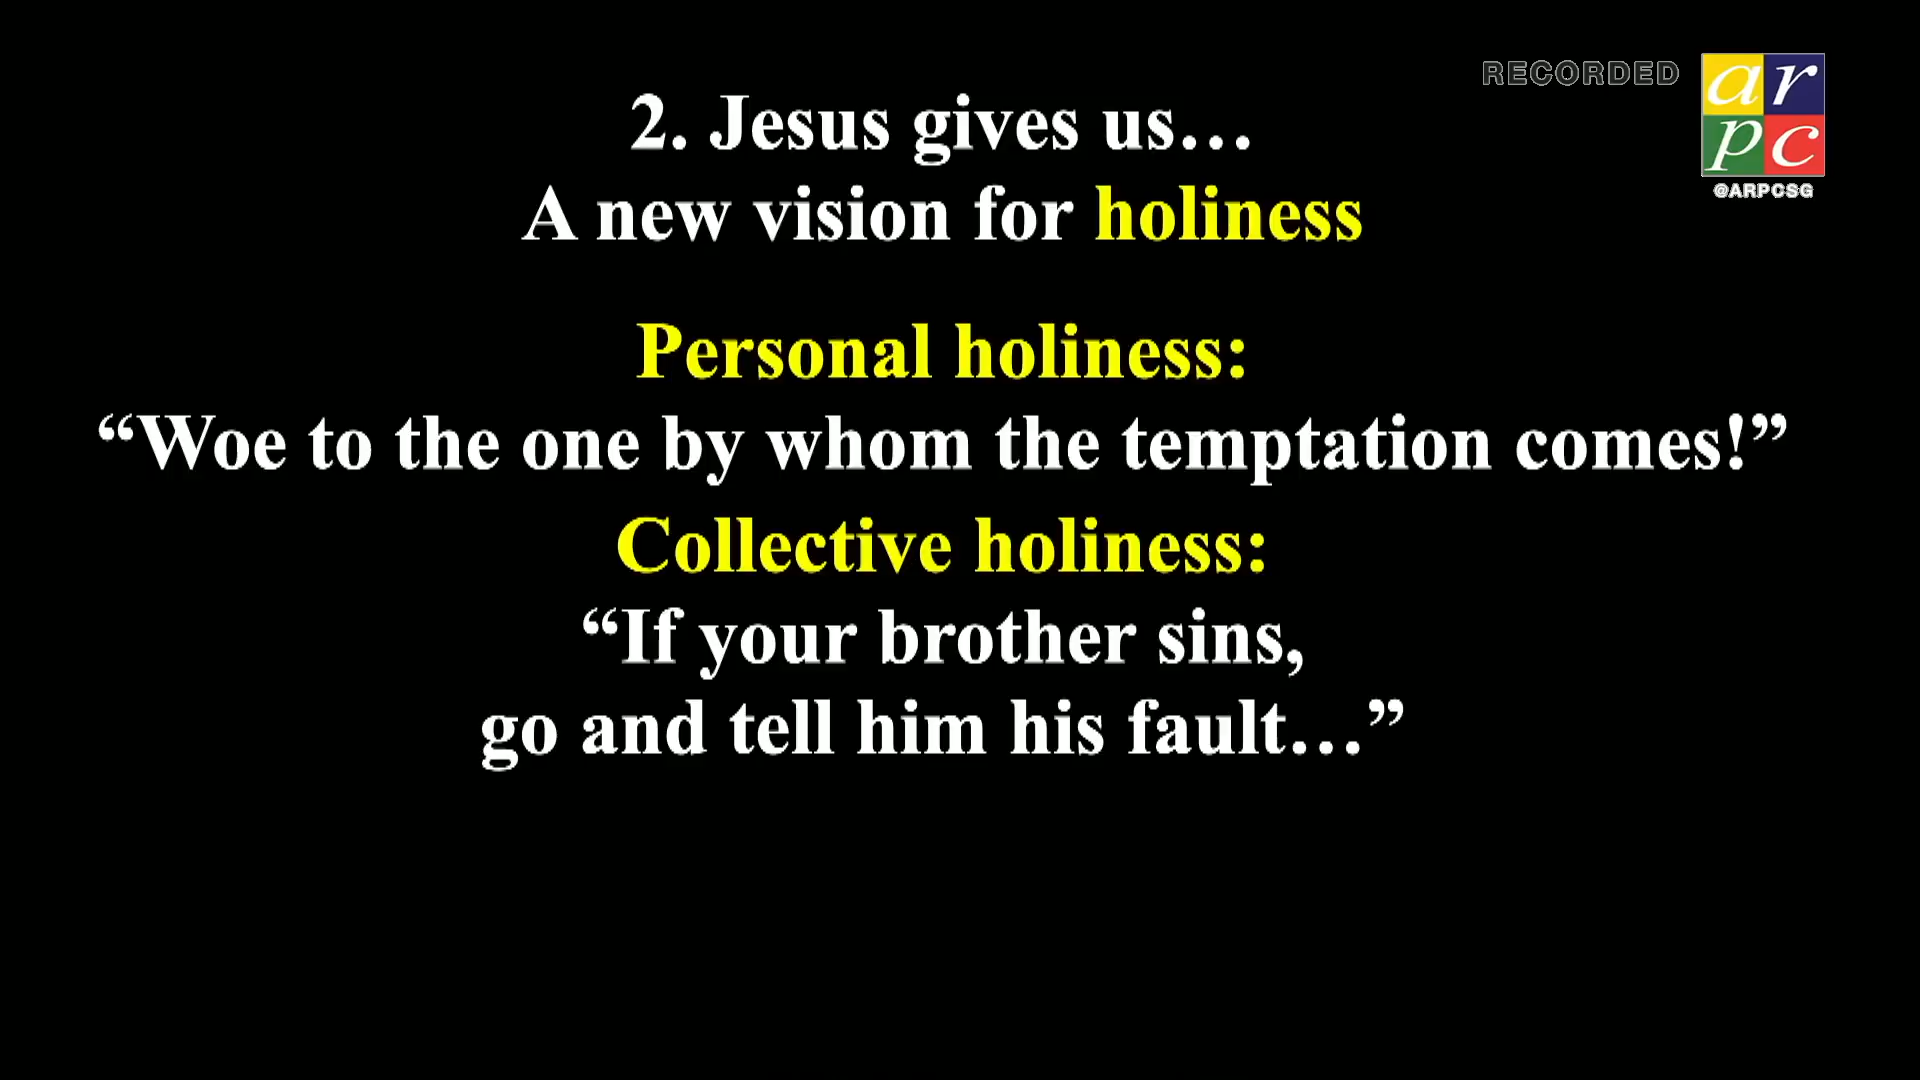 RECORDED
ar
pc
@ARPCSG
2. Jesus gives us…
A new vision for holiness
Personal holiness:
“Woe to the one by whom the temptation comes!”
Collective holiness:
“If your brother sins,
go and tell him his fault…”